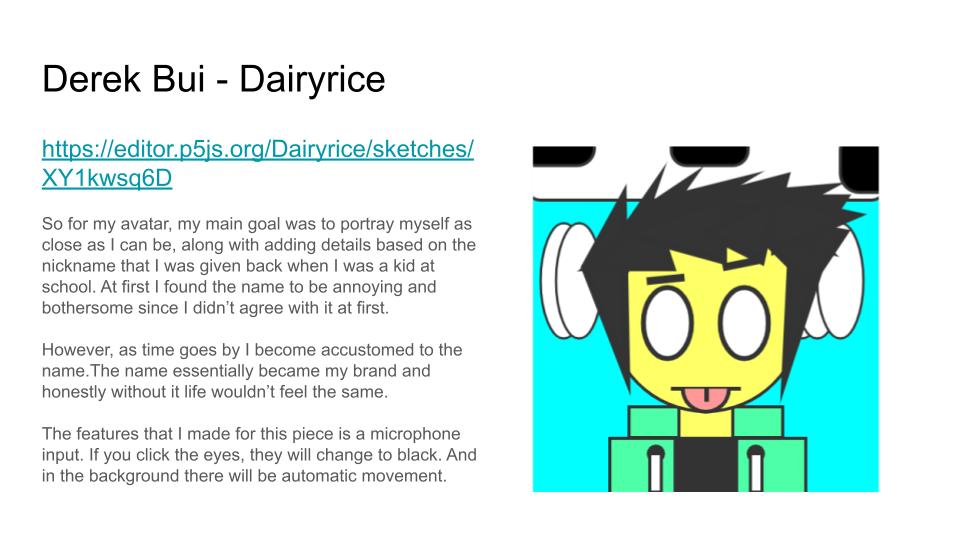 Derek Bui - Dairyrice
https://editor.p5js.org/Dairyrice/sketches/
XY1kwsq6D
So for my avatar, my main goal was to portray myself as
close as I can be, along with adding details based on the
nickname that I was given back when I was a kid at
school. At first I found the name to be annoying and
bothersome since I didn’t agree with it at first.
However, as time goes by I become accustomed to the
name.The name essentially became my brand and
honestly without it life wouldn’t feel the same.
The features that I made for this piece is a microphone
input. If you click the eyes, they will change to black. And
in the background there will be automatic movement.